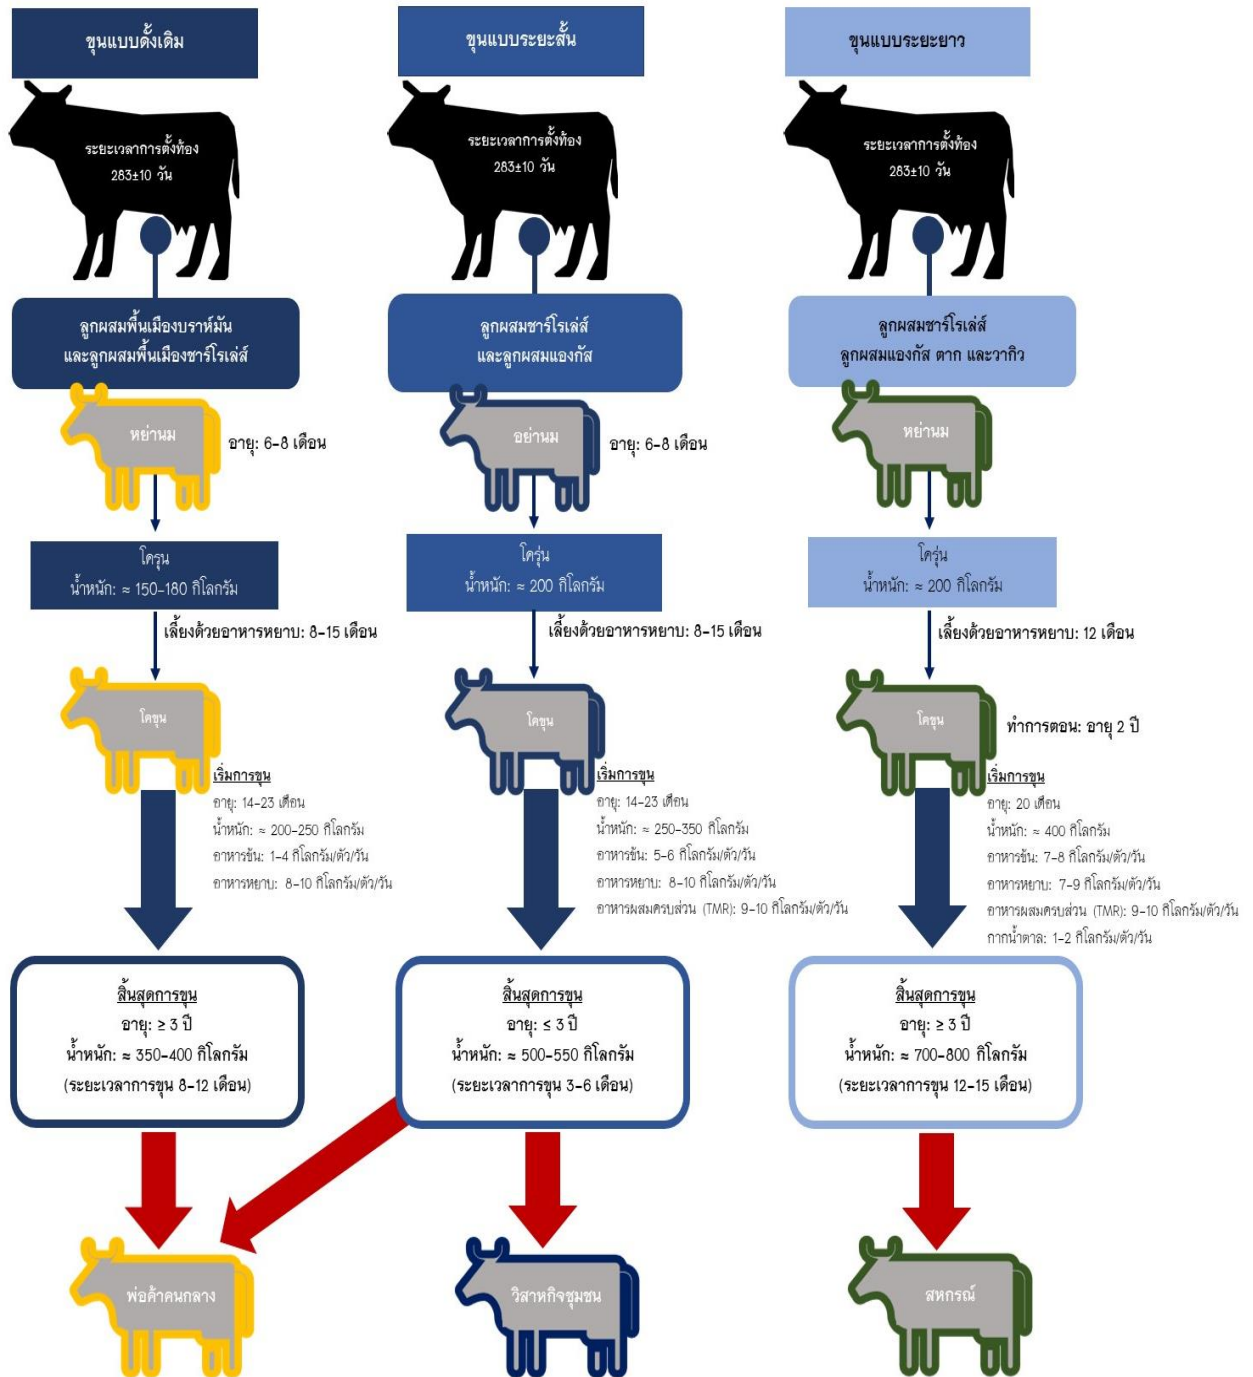 ขุนแบบดั้งเดิม
ระยะเวลาการตั้งท้อง
283±10 วัน
ลูกผสมพื้นเมืองบราห์มัน
และลูกผสมพื้นเมืองชาร์โรเล่ส์
หย่านม
อายุ: 6-8 เดือน
โครุน
น้ำหนัก: ≈ 150-180 กิโลกรัม
เลี้ยงด้วยอาหารหยาบ: 8-15 เดือน
โคขุน
เริ่มการขุน
อายุ: 14-23 เดือน
น้ำหนัก: ≈ 200-250 กิโลกรัม
อาหารข้น: 1-4 กิโลกรัม/ตัว/วัน
อาหารหยาบ: 8-10 กิโลกรัม/ตัว/วัน
สิ้นสุดการขุน
อายุ: ≥ 3 ปี
น้ำหนัก: ≈ 350-400 กิโลกรัม
(ระยะเวลาการขุน 8-12 เดือน)
พ่อค้าคนกลาง
ขุนแบบระยะสั้น
ระยะเวลาการตั้งท้อง
283±10 วัน
ลูกผสมชาร์โรเล่ส์
และลูกผสมแองกัส
อย่านม
อายุ: 6-8 เดือน
โครุ่น
น้ำหนัก: ≈ 200 กิโลกรัม
เลี้ยงด้วยอาหารหยาบ: 8-15 เดือน
โคขุน
เริ่มการขุน
อายุ: 14-23 เดือน
น้ำหนัก: ≈ 250-350 กิโลกรัม
อาหารข้น: 5-6 กิโลกรัม/ตัว/วัน
อาหารหยาบ: 8-10 กิโลกรัม/ตัว/วัน
อาหารผสมครบส่วน (TMR): 9-10 กิโลกรัม/ตัว/วัน
สิ้นสุดการขุน
อายุ: ≤ 3 ปี
น้ำหนัก: ≈ 500-550 กิโลกรัม
(ระยะเวลาการขุน 3-6 เดือน)
วิสาหกิจชุมชน
ขุนแบบระยะยาว
ระยะเวลาการตั้งท้อง
283±10 วัน
ลูกผสมชาร์โรเล่ส์
ลูกผสมแองกัส ตาก และวากิว
หย่านม
โครุ่น
น้ำหนัก: ≈ 200 กิโลกรัม
เลี้ยงด้วยอาหารหยาบ: 12 เดือน
โคขุน
ทำการตอน: อายุ 2 ปี
เริ่มการขุน
อายุ: 20 เดือน
น้ำหนัก: ≈ 400 กิโลกรัม
อาหารข้น: 7-8 กิโลกรัม/ตัว/วัน
อาหารหยาบ: 7-9 กิโลกรัม/ตัว/วัน
อาหารผสมครบส่วน (TMR): 9-10 กิโลกรัม/ตัว/วัน
กากน้ำตาล: 1-2 กิโลกรัม/ตัว/วัน
สิ้นสุดการขุน
อายุ: ≥ 3 ปี
น้ำหนัก: ≈ 700-800 กิโลกรัม
(ระยะเวลาการขุน 12-15 เดือน)
สหกรณ์